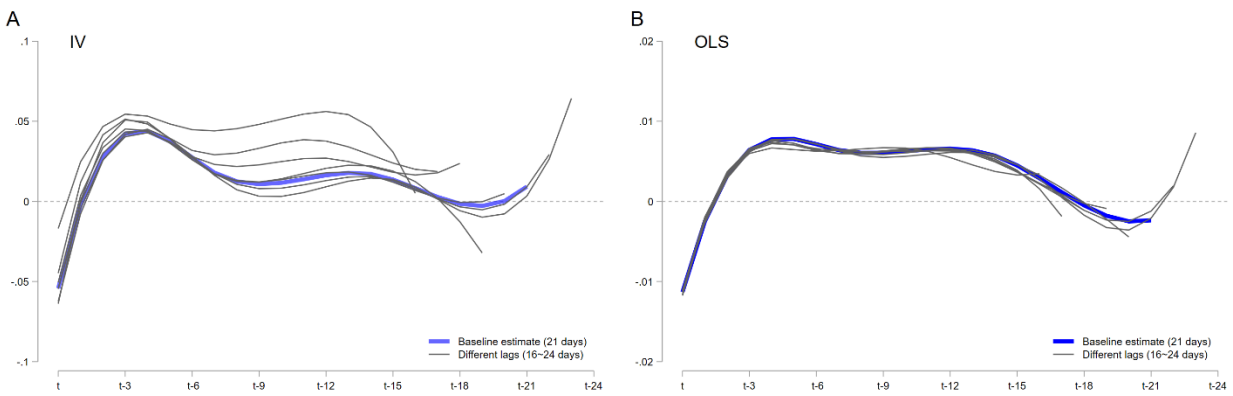 A
IV
.1
.05
0
-.05
-.1
Baseline estimate (21 days)
Different lags (16~24 days)
t t-3 t-6 t-9 t-12 t-15 t-18 t-21 t-24
B
OLS
.02
.01
0
-.01
-.02
Baseline estimate (21 days)
Different lags (16~24 days)
t t-3 t-6 t-9 t-12 t-15 t-18 t-21 t-24